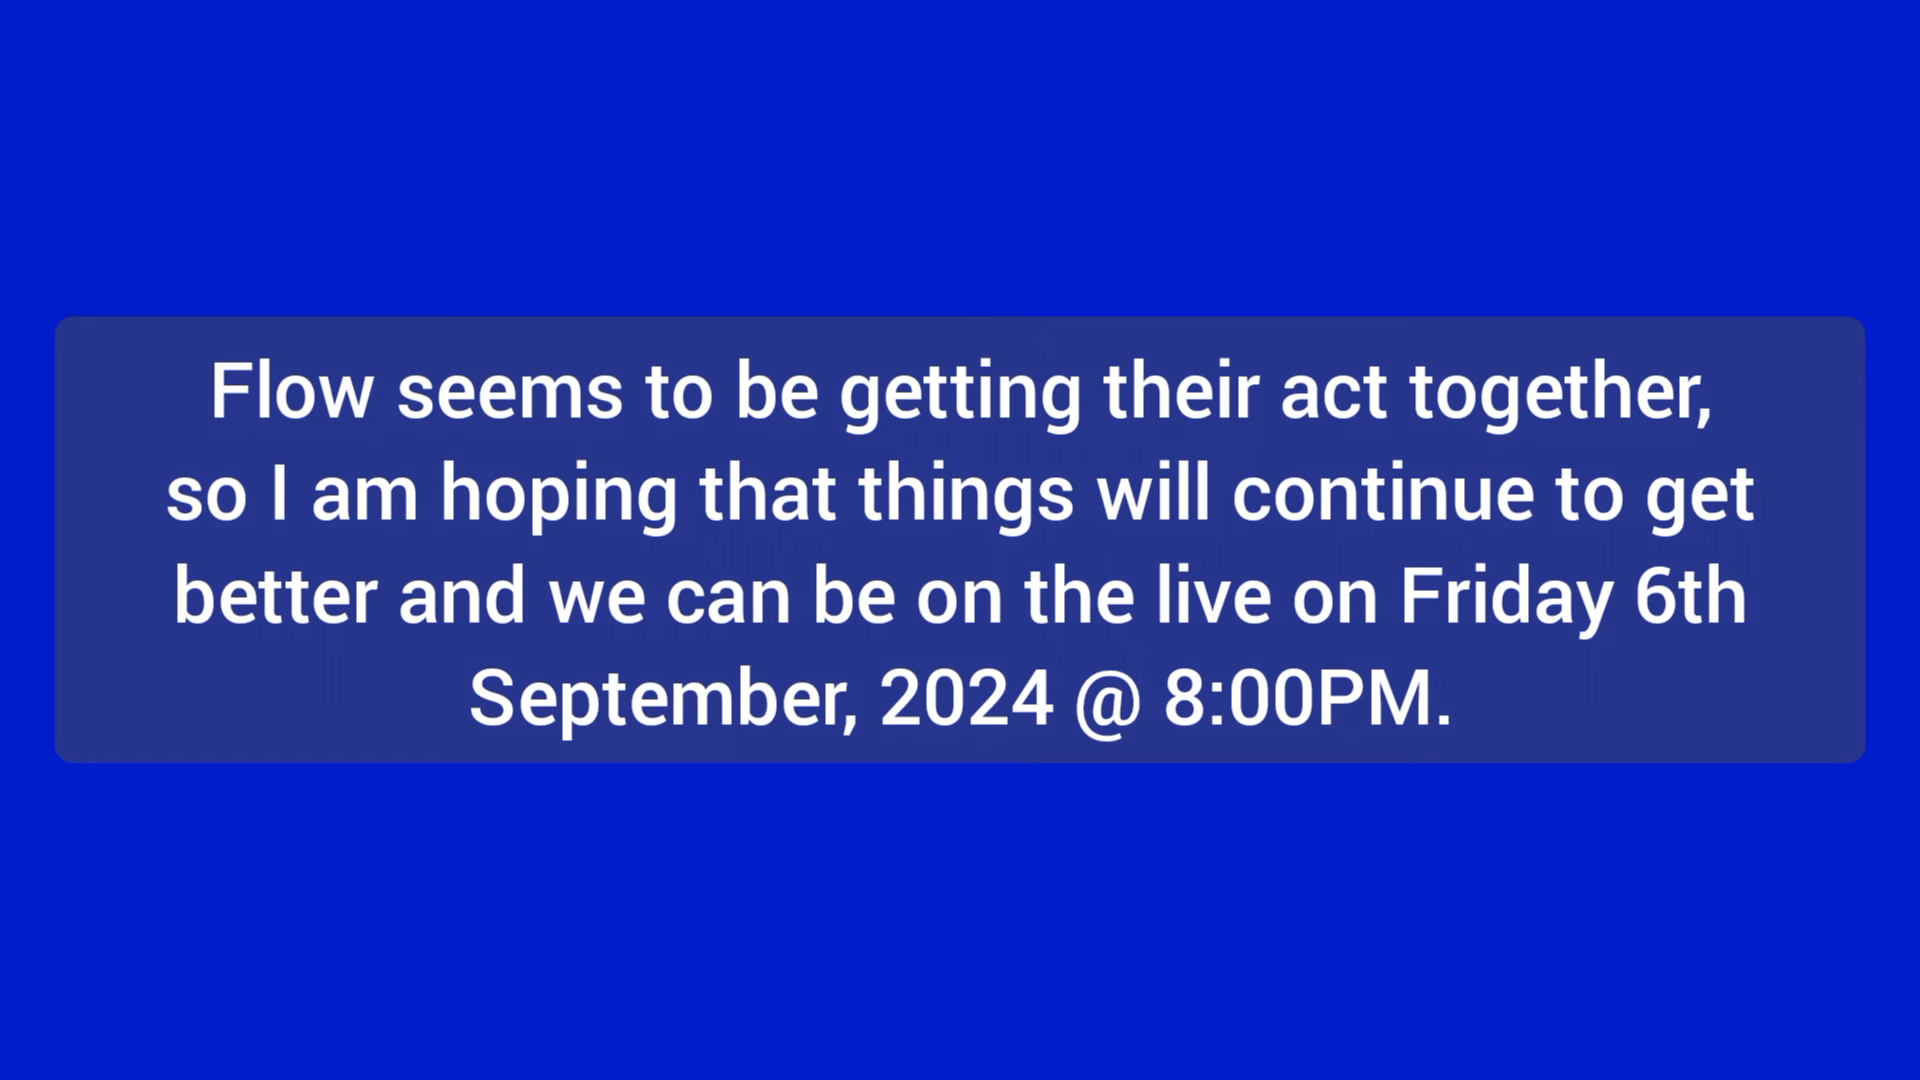 Flow seems to be getting their act together,
so I am hoping that things will continue to get
better and we can be on the live on Friday 6th
September, 2024 @ 8:00PM.